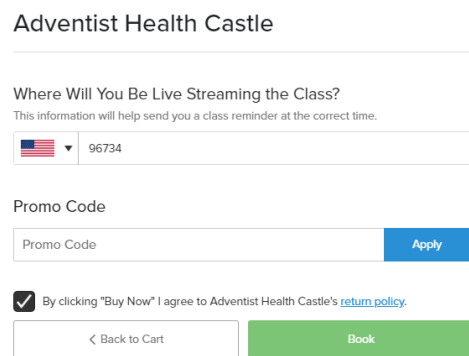 Adventist Health Castle
Where Will You Be Live Streaming the Class?
This information will help send you a class reminder at the correct time.
96734
Promo Code
Promo Code
Apply
By clicking "Buy Now" I agree to Adventist Health Castle's return policy.
Back to Cart
Book